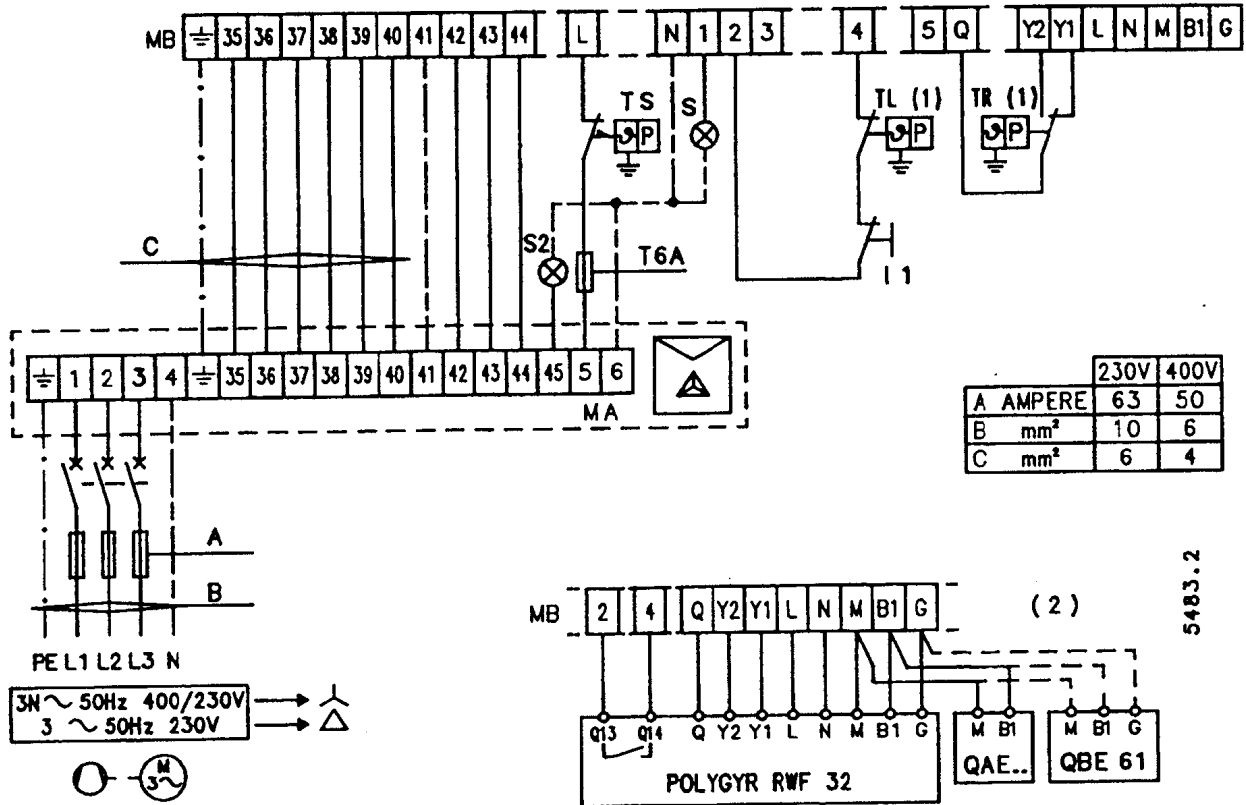 MB ⏚ 35 36 37 38 39 40 41 42 43 44 L N 1 2 3 4 5 Q Y2 Y1 L N M B1 G
TS
P
S
TL (1)
P
TR (1)
P
C
S2
T6A
I1
⏚ 1 2 3 4 ⏚ 35 36 37 38 39 40 41 42 43 44 45 5 6
MA
230V 400V
A AMPERE 63 50
B mm² 10 6
C mm² 6 4
A
B
PE L1 L2 L3 N
3N ~ 50Hz 400/230V
3 ~ 50Hz 230V
M
3~
MB 2 4 Q Y2 Y1 L N M B1 G
(2)
5483.2
Q13 Q14 Q Y2 Y1 L N M B1 G
POLYGYR RWF 32
M B1
QAE..
M B1 G
QBE 61